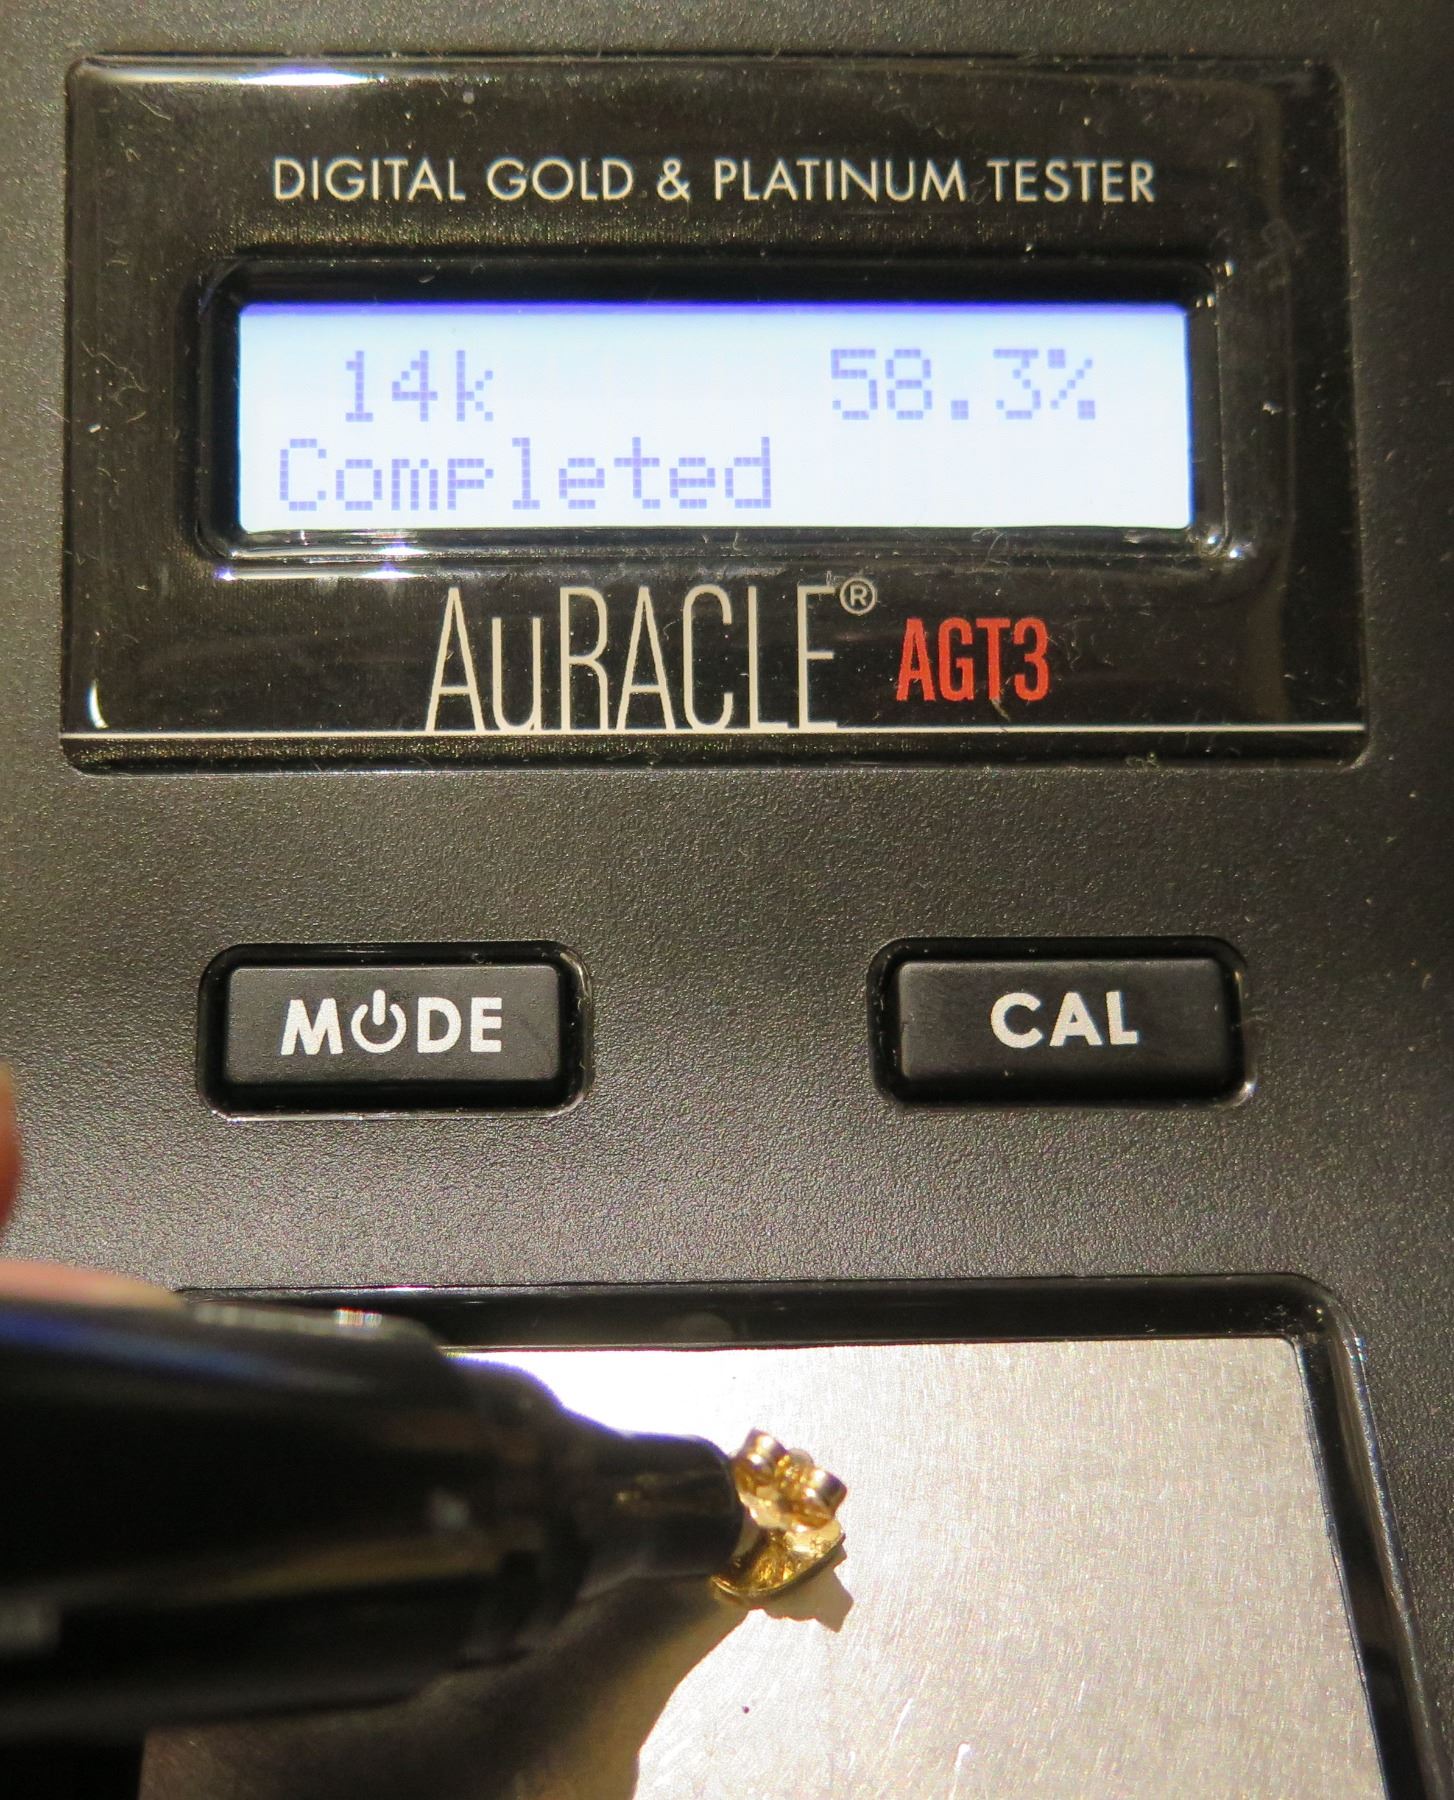 DIGITAL GOLD & PLATINUM TESTER
14k 58.3%
Completed
AuRACLE® AGT3
MODE CAL